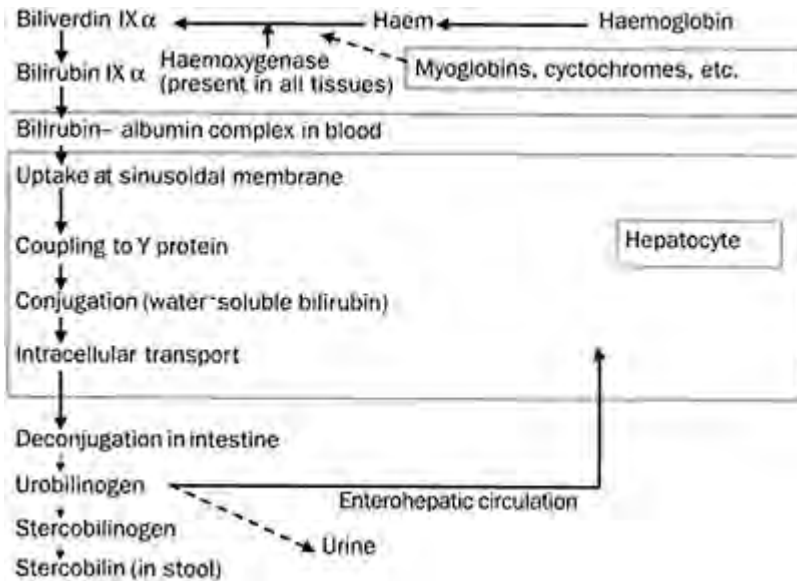 Biliverdin IX α
Haem
Haemoglobin
Haemoxygenase
(present in all tissues)
Myoglobins, cyctochromes, etc.
Bilirubin IX α
Bilirubin– albumin complex in blood
Uptake at sinusoidal membrane
Hepatocyte
Coupling to Y protein
Conjugation (water-soluble bilirubin)
Intracellular transport
Deconjugation in intestine
Urobilinogen
Enterohepatic circulation
Stercobilinogen
Urine
Stercobilin (in stool)